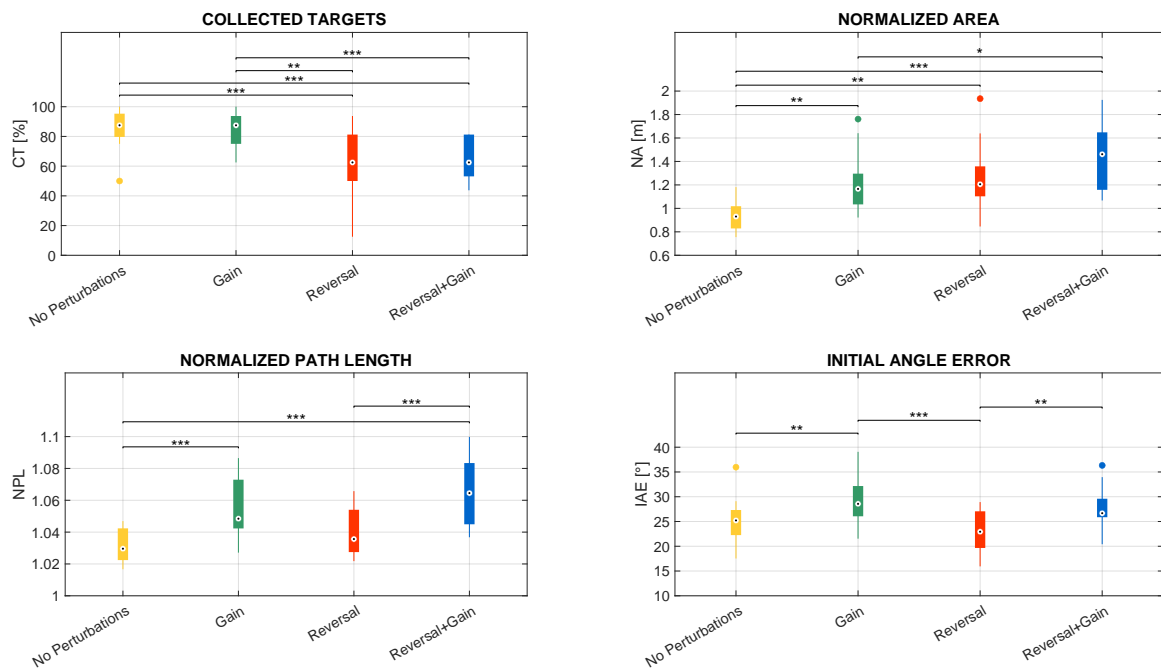 COLLECTED TARGETS
***
**
***
***
100
80
60
40
20
0
CT [%]
No Perturbations
Gain
Reversal
Reversal+Gain
NORMALIZED AREA
*
***
**
**
2
1.8
1.6
1.4
1.2
1
0.8
0.6
NA [m]
No Perturbations
Gain
Reversal
Reversal+Gain
NORMALIZED PATH LENGTH
***
***
***
1.1
1.08
1.06
1.04
1.02
1
NPL
No Perturbations
Gain
Reversal
Reversal+Gain
INITIAL ANGLE ERROR
**
***
**
40
35
30
25
20
15
10
IAE [°]
No Perturbations
Gain
Reversal
Reversal+Gain